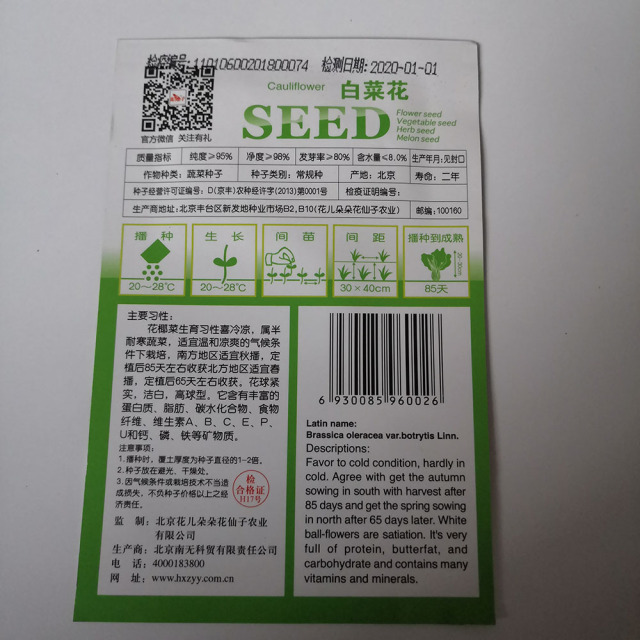 检疫编号:11010600201800074 检测日期:2020-01-01
Cauliflower 白菜花
SEED
Flower seed
Vegetable seed
Herb seed
Melon seed
官方微信 关注有礼
质量指标 纯度≥95% 净度≥98% 发芽率≥80% 含水量≤8.0% 生产年月:见封口
作物种类:蔬菜种子 种子类别:常规种 产地:北京 寿命:二年
种子经营许可证编号:D(京丰)农种经许字(2013)第0001号 检疫证明编号:
生产商地址:北京丰台区新发地种业市场B2,B10(花儿朵朵花仙子农业) 邮编:100160
播种 生长 间苗 间距 播种到成熟
20-30cm
20~28℃ 20~28℃ 30×40cm 85天
主要习性:
花椰菜生育习性喜冷凉,属半
耐寒蔬菜,适宜温和凉爽的气候条
件下栽培,南方地区适宜秋播,定
植后85天左右收获北方地区适宜春
播,定植后65天左右收获。花球紧
实,洁白,高球型。它含有丰富的
蛋白质、脂肪、碳水化合物、食物
纤维、维生素A、B、C、E、P、
U和钙、磷、铁等矿物质。
注意事项:
1.播种时,覆土厚度为种子直径的1-2倍。
2.种子放在避光、干燥处。
3.因气候条件或栽培技术不当造
成损失,不负种子价格以上之经
济责任。
检
合格证
H17号
监 制:北京花儿朵朵花仙子农业
有限公司
生产商:北京南无科贸有限责任公司
电 话:4000183800
网 址:www.hxzyy.com.cn
6930085960026
Latin name:
Brassica oleracea var.botrytis Linn.
Descriptions:
Favor to cold condition, hardly in
cold. Agree with get the autumn
sowing in south with harvest after
85 days and get the spring sowing
in north after 65 days later. White
ball-flowers are satiation. It's very
full of protein, butterfat, and
carbohydrate and contains many
vitamins and minerals.